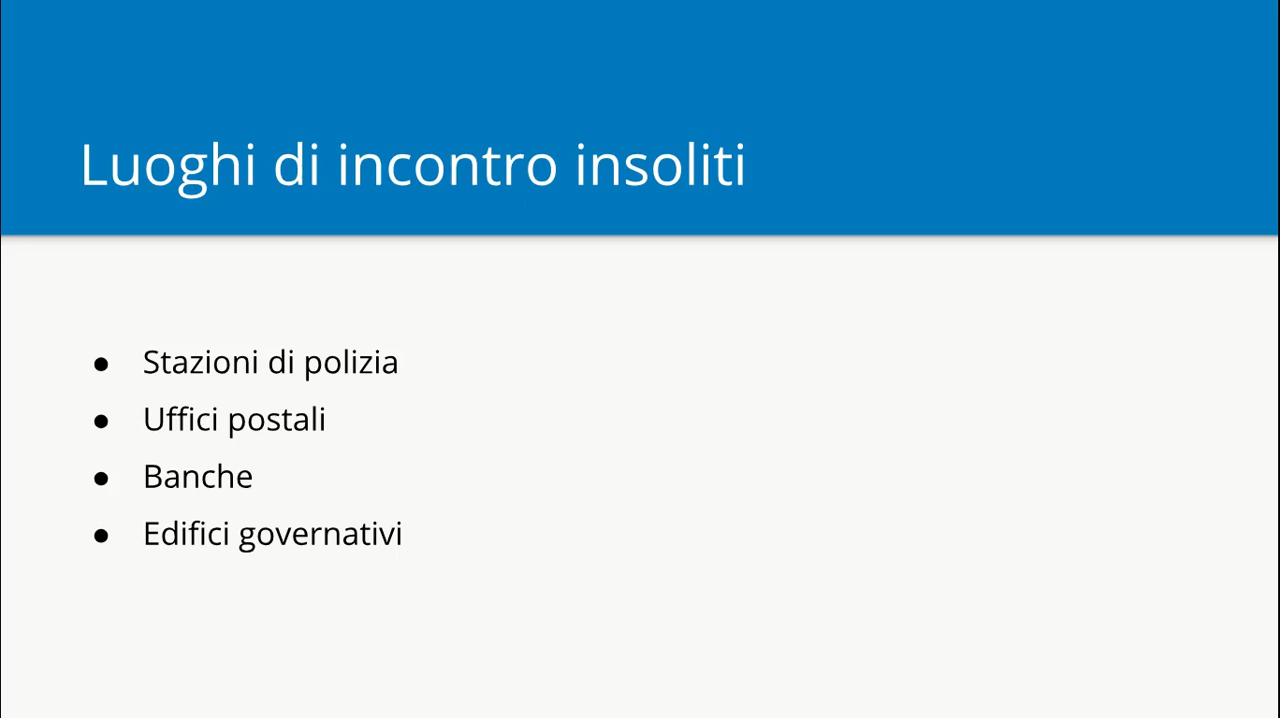 Luoghi di incontro insoliti
● Stazioni di polizia
● Uffici postali
● Banche
● Edifici governativi